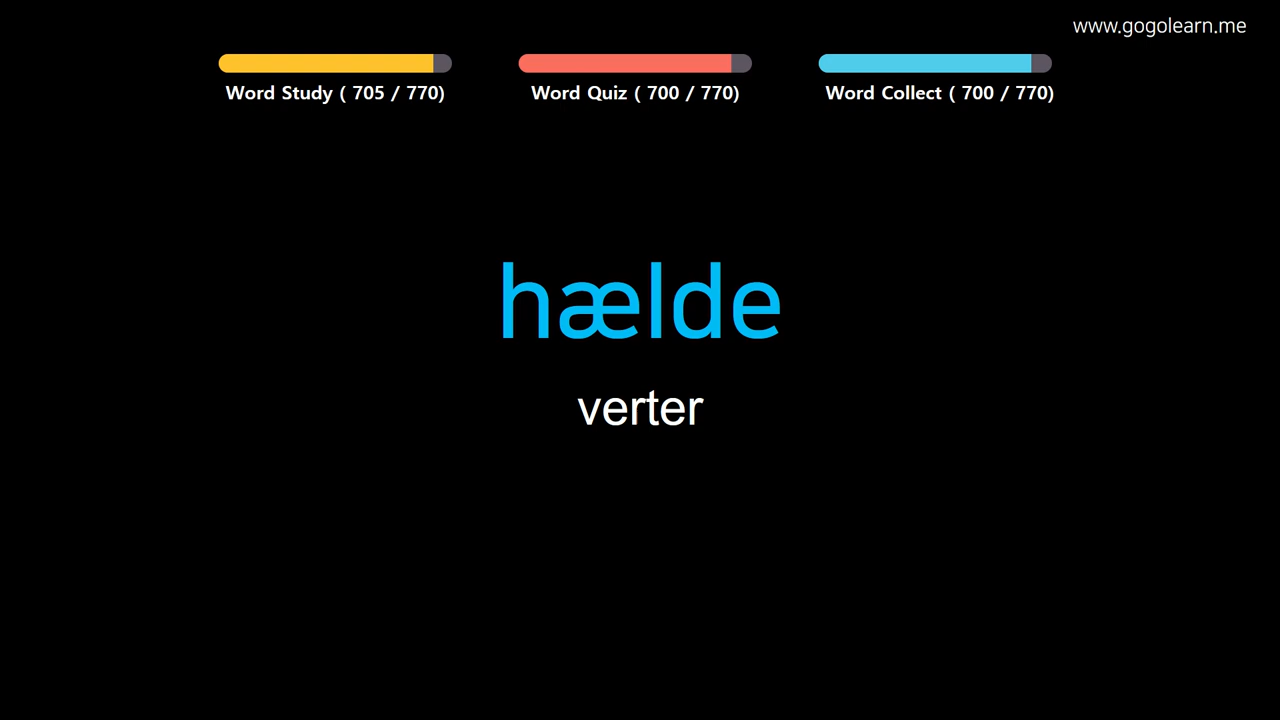 www.gogolearn.me
Word Study ( 705 / 770)
Word Quiz ( 700 / 770)
Word Collect ( 700 / 770)
hælde
verter